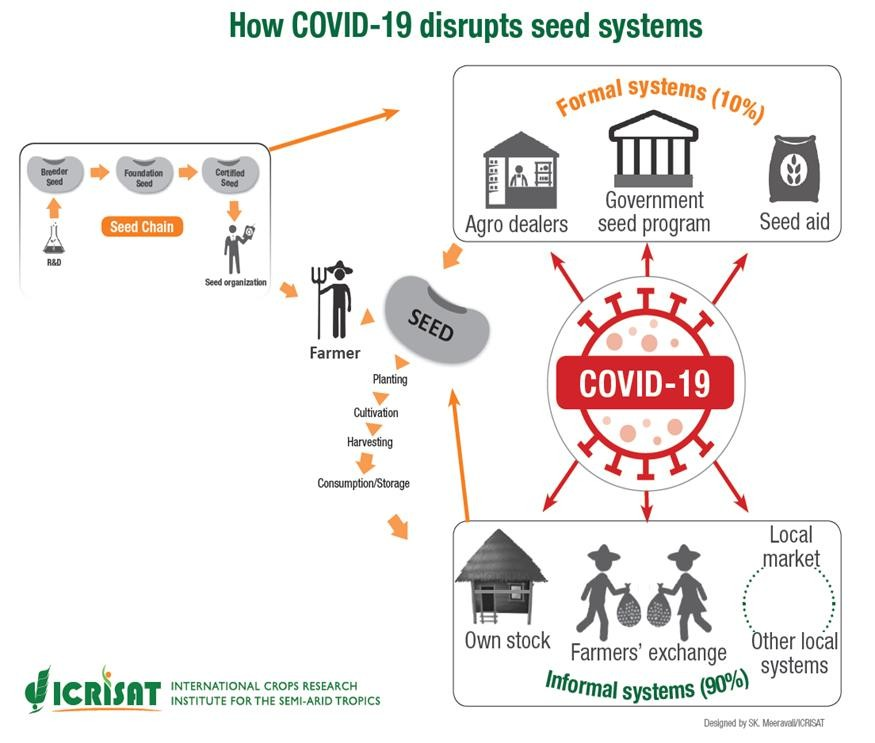 How COVID-19 disrupts seed systems
Formal systems (10%)
Agro dealers
Government
seed program
Seed aid
Breeder
Seed
Foundation
Seed
Certified
Seed
Seed Chain
R&D
Seed organization
Farmer
SEED
Planting
Cultivation
Harvesting
Consumption/Storage
COVID-19
Own stock
Farmers' exchange
Local
market
Other local
systems
Informal systems (90%)
ICRISAT
INTERNATIONAL CROPS RESEARCH
INSTITUTE FOR THE SEMI-ARID TROPICS
Designed by SK. Meeravali/ICRISAT